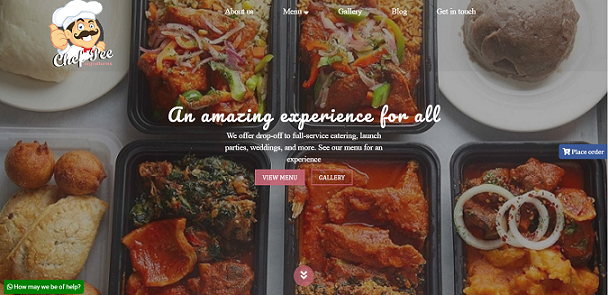 About us Menu Gallery Blog Get in touch
Chef Dee
An amazing experience for all
We offer drop-off to full-service catering, launch
parties, weddings, and more. See our menu for an
experience
Place order
VIEW MENU GALLERY
How may we be of help?